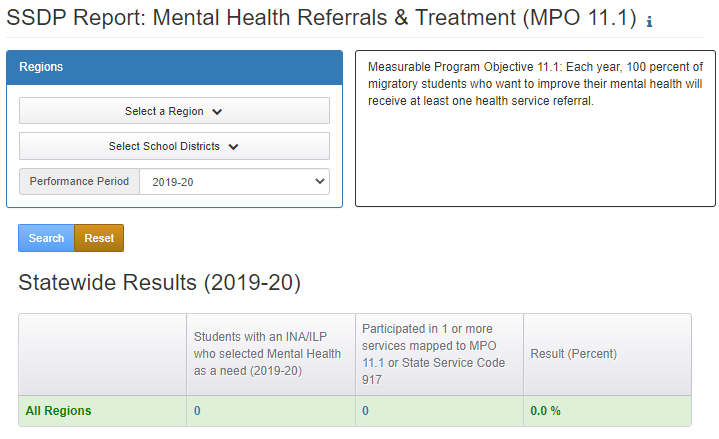 SSDP Report: Mental Health Referrals & Treatment (MPO 11.1) i
Regions
Select a Region
Select School Districts
Performance Period 2019-20
Measurable Program Objective 11.1: Each year, 100 percent of
migratory students who want to improve their mental health will
receive at least one health service referral.
Search Reset
Statewide Results (2019-20)
Students with an INA/ILP
who selected Mental Health
as a need (2019-20)
Participated in 1 or more
services mapped to MPO
11.1 or State Service Code
917
Result (Percent)
All Regions 0 0 0.0 %